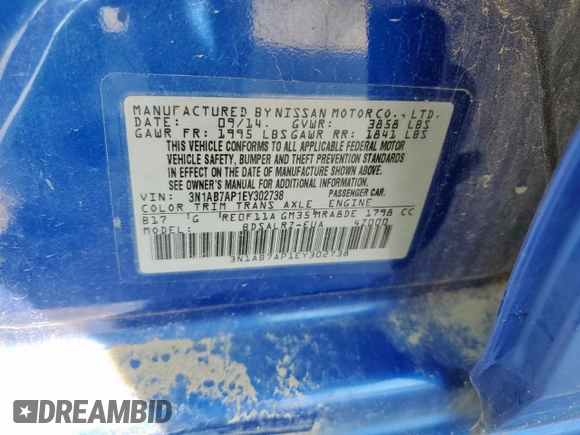 MANUFACTURED BY NISSAN MOTOR CO., LTD.
DATE: 09/14. GVWR: 3858 LBS
GAWR FR: 1995 LBS GAWR RR: 1841 LBS
THIS VEHICLE CONFORMS TO ALL APPLICABLE FEDERAL MOTOR
VEHICLE SAFETY, BUMPER AND THEFT PREVENTION STANDARDS
IN EFFECT ON THE DATE OF MANUFACTURE SHOWN ABOVE.
SEE OWNER'S MANUAL FOR ADDITIONAL INFORMATION
VIN: 3N1AB7AP1EY302738 PASSENGER CAR.
COLOR TRIM TRANS AXLE ENGINE
B17 G RE0F11A GM35 MRA8DE 1798 CC
BDSALR7-EUA 47000
3N1AB7AP1EY302738
DREAMBID